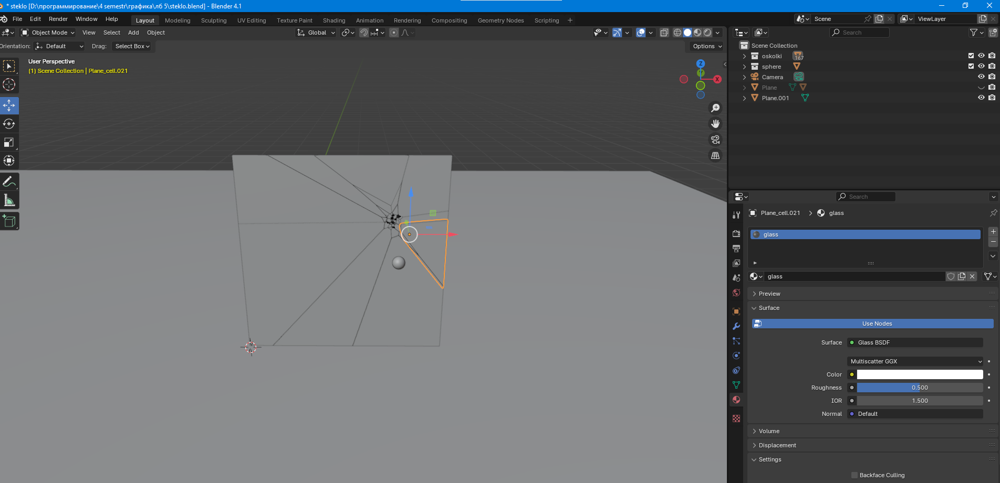 * steklo [D:\программирование\4 semestr\графика\лб 5\steklo.blend] - Blender 4.1
File Edit Render Window Help Layout Modeling Sculpting UV Editing Texture Paint Shading Animation Rendering Compositing Geometry Nodes Scripting + Scene ViewLayer
Object Mode View Select Add Object Global Search
Orientation: Default Drag: Select Box Options
Scene Collection
User Perspective
(1) Scene Collection | Plane_cell.021
oskolki 167
sphere
Camera
Plane
Plane.001
Z
X
Search
Plane_cell.021 > glass
glass
glass
Preview
Surface
Use Nodes
Surface Glass BSDF
Multiscatter GGX
Color
Roughness 0.500
IOR 1.500
Normal Default
Volume
Displacement
Settings
Backface Culling